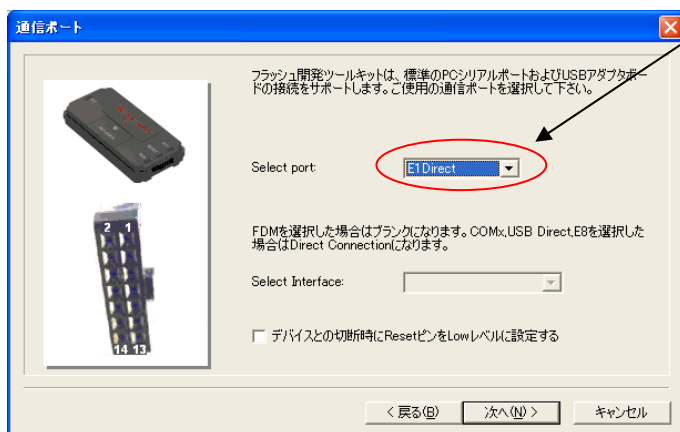 通信ポート
フラッシュ開発ツールキットは、標準のPCシリアルポートおよびUSBアダプタボー
ドの接続をサポートします。ご使用の通信ポートを選択して下さい。
Select port:
E1Direct
2 1
FDMを選択した場合はブランクになります。COMx,USB Direct,E8を選択した
場合はDirect Connectionになります。
Select Interface:
デバイスとの切断時にResetピンをLowレベルに設定する
14 13
< 戻る(B)
次へ(N) >
キャンセル